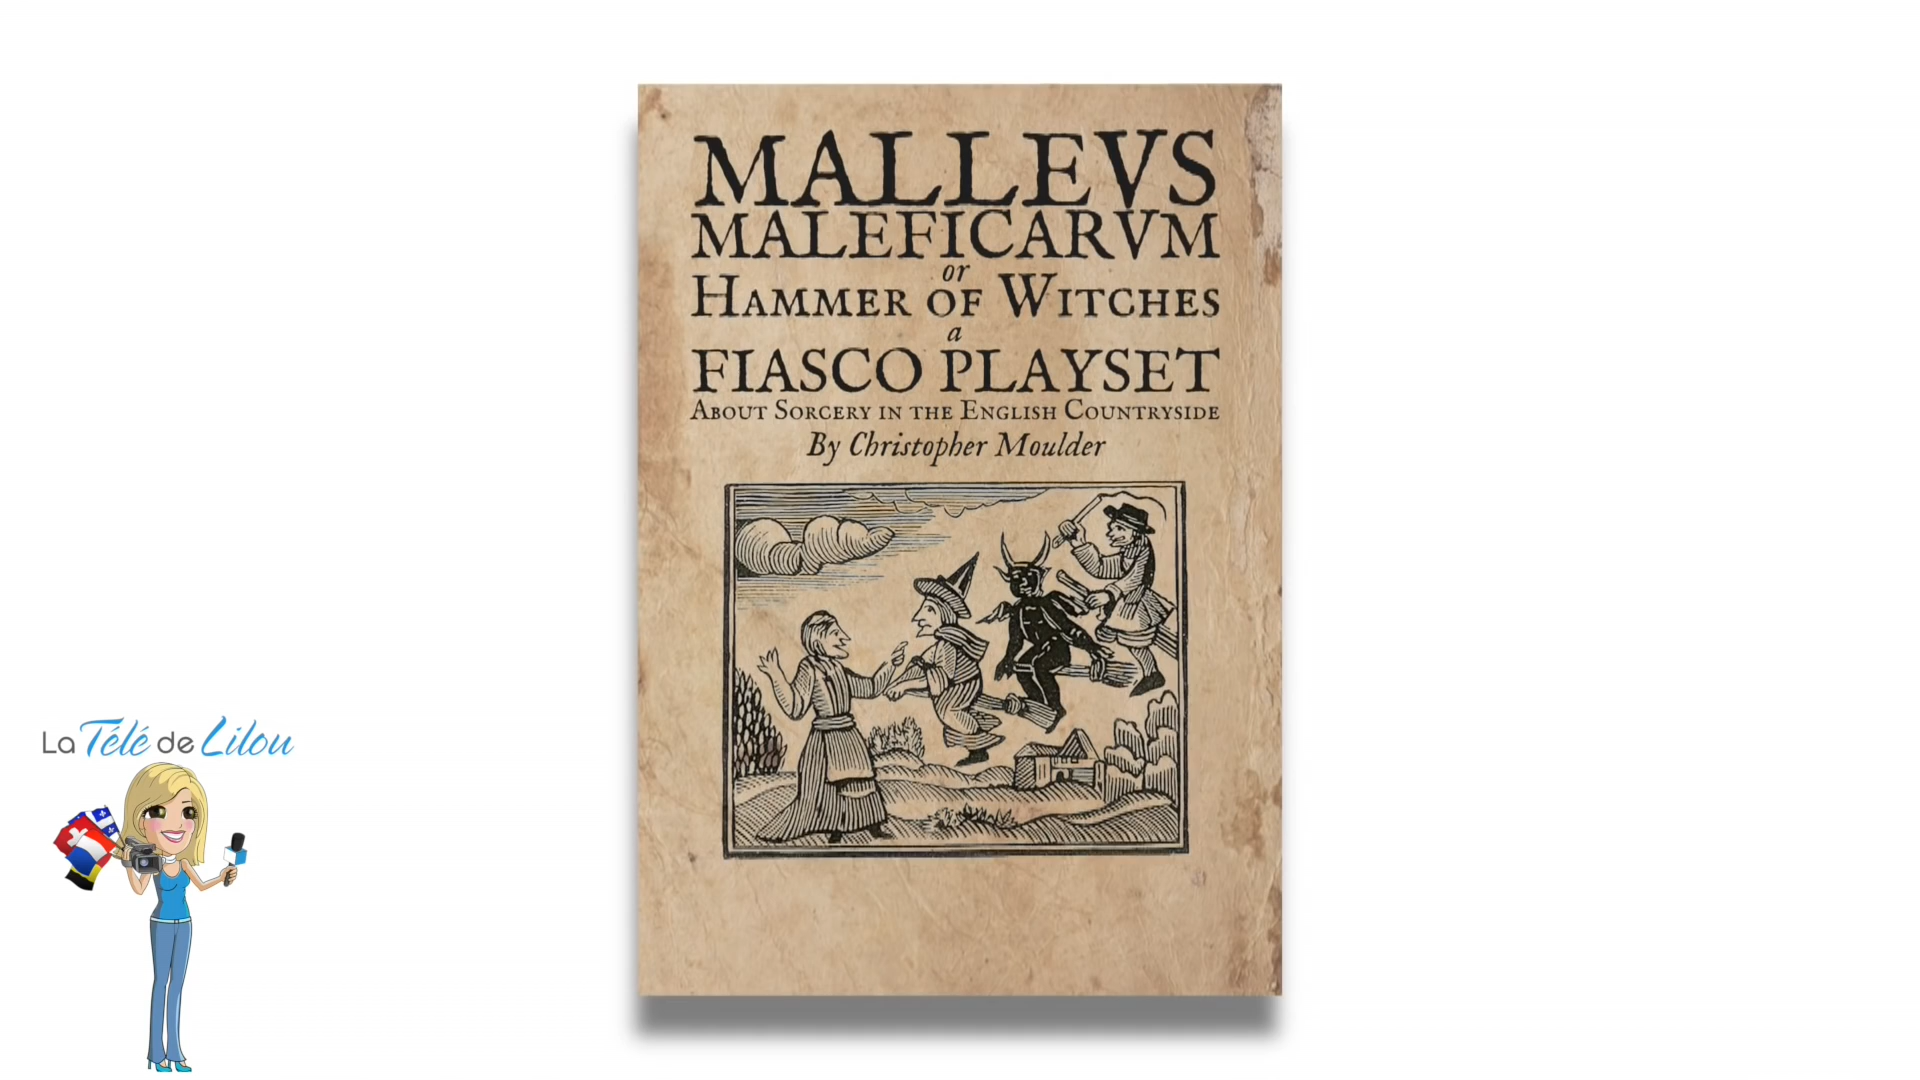 MALLEVS
MALEFICARVM
or
HAMMER OF WITCHES
a
FIASCO PLAYSET
ABOUT SORCERY IN THE ENGLISH COUNTRYSIDE
By Christopher Moulder
La Télé de Lilou